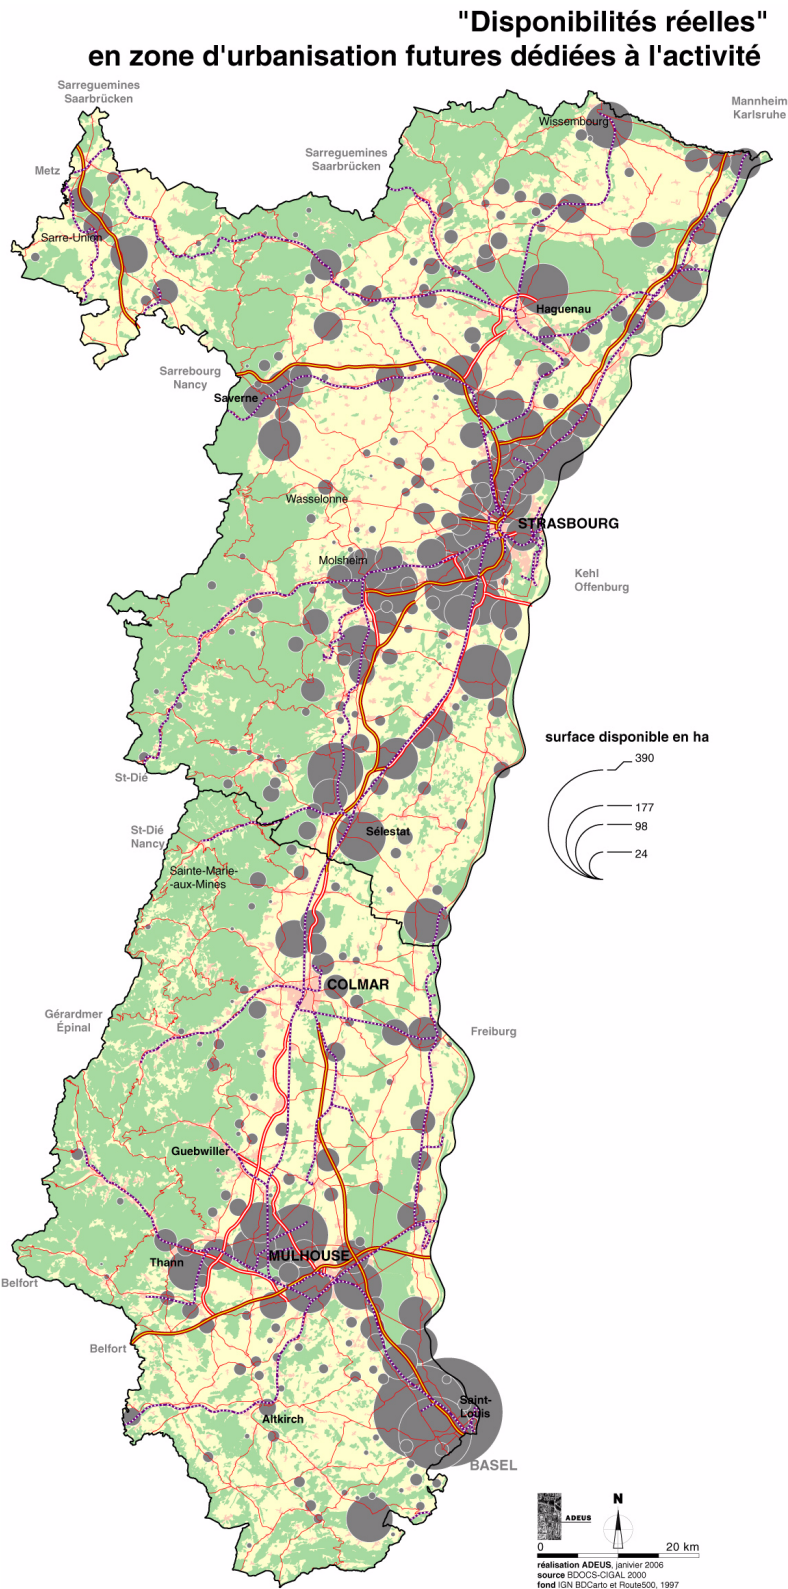 "Disponibilités réelles"
en zone d'urbanisation futures dédiées à l'activité
Sarreguemines
Saarbrücken
Mannheim
Karlsruhe
Wissembourg
Sarreguemines
Saarbrücken
Metz
Sarre-Union
Haguenau
Sarrebourg
Nancy
Saverne
Wasselonne
STRASBOURG
Molsheim
Kehl
Offenburg
surface disponible en ha
390
177
98
24
St-Dié
St-Dié
Nancy
Sélestat
Sainte-Marie-
-aux-Mines
COLMAR
Gérardmer
Épinal
Freiburg
Guebwiller
MULHOUSE
Thann
Belfort
Belfort
Saint-
Louis
Altkirch
BASEL
N
ADEUS
0 20 km
réalisation ADEUS, janvier 2006
source BDOCS-CIGAL 2000
fond IGN BDCarto et Route500, 1997